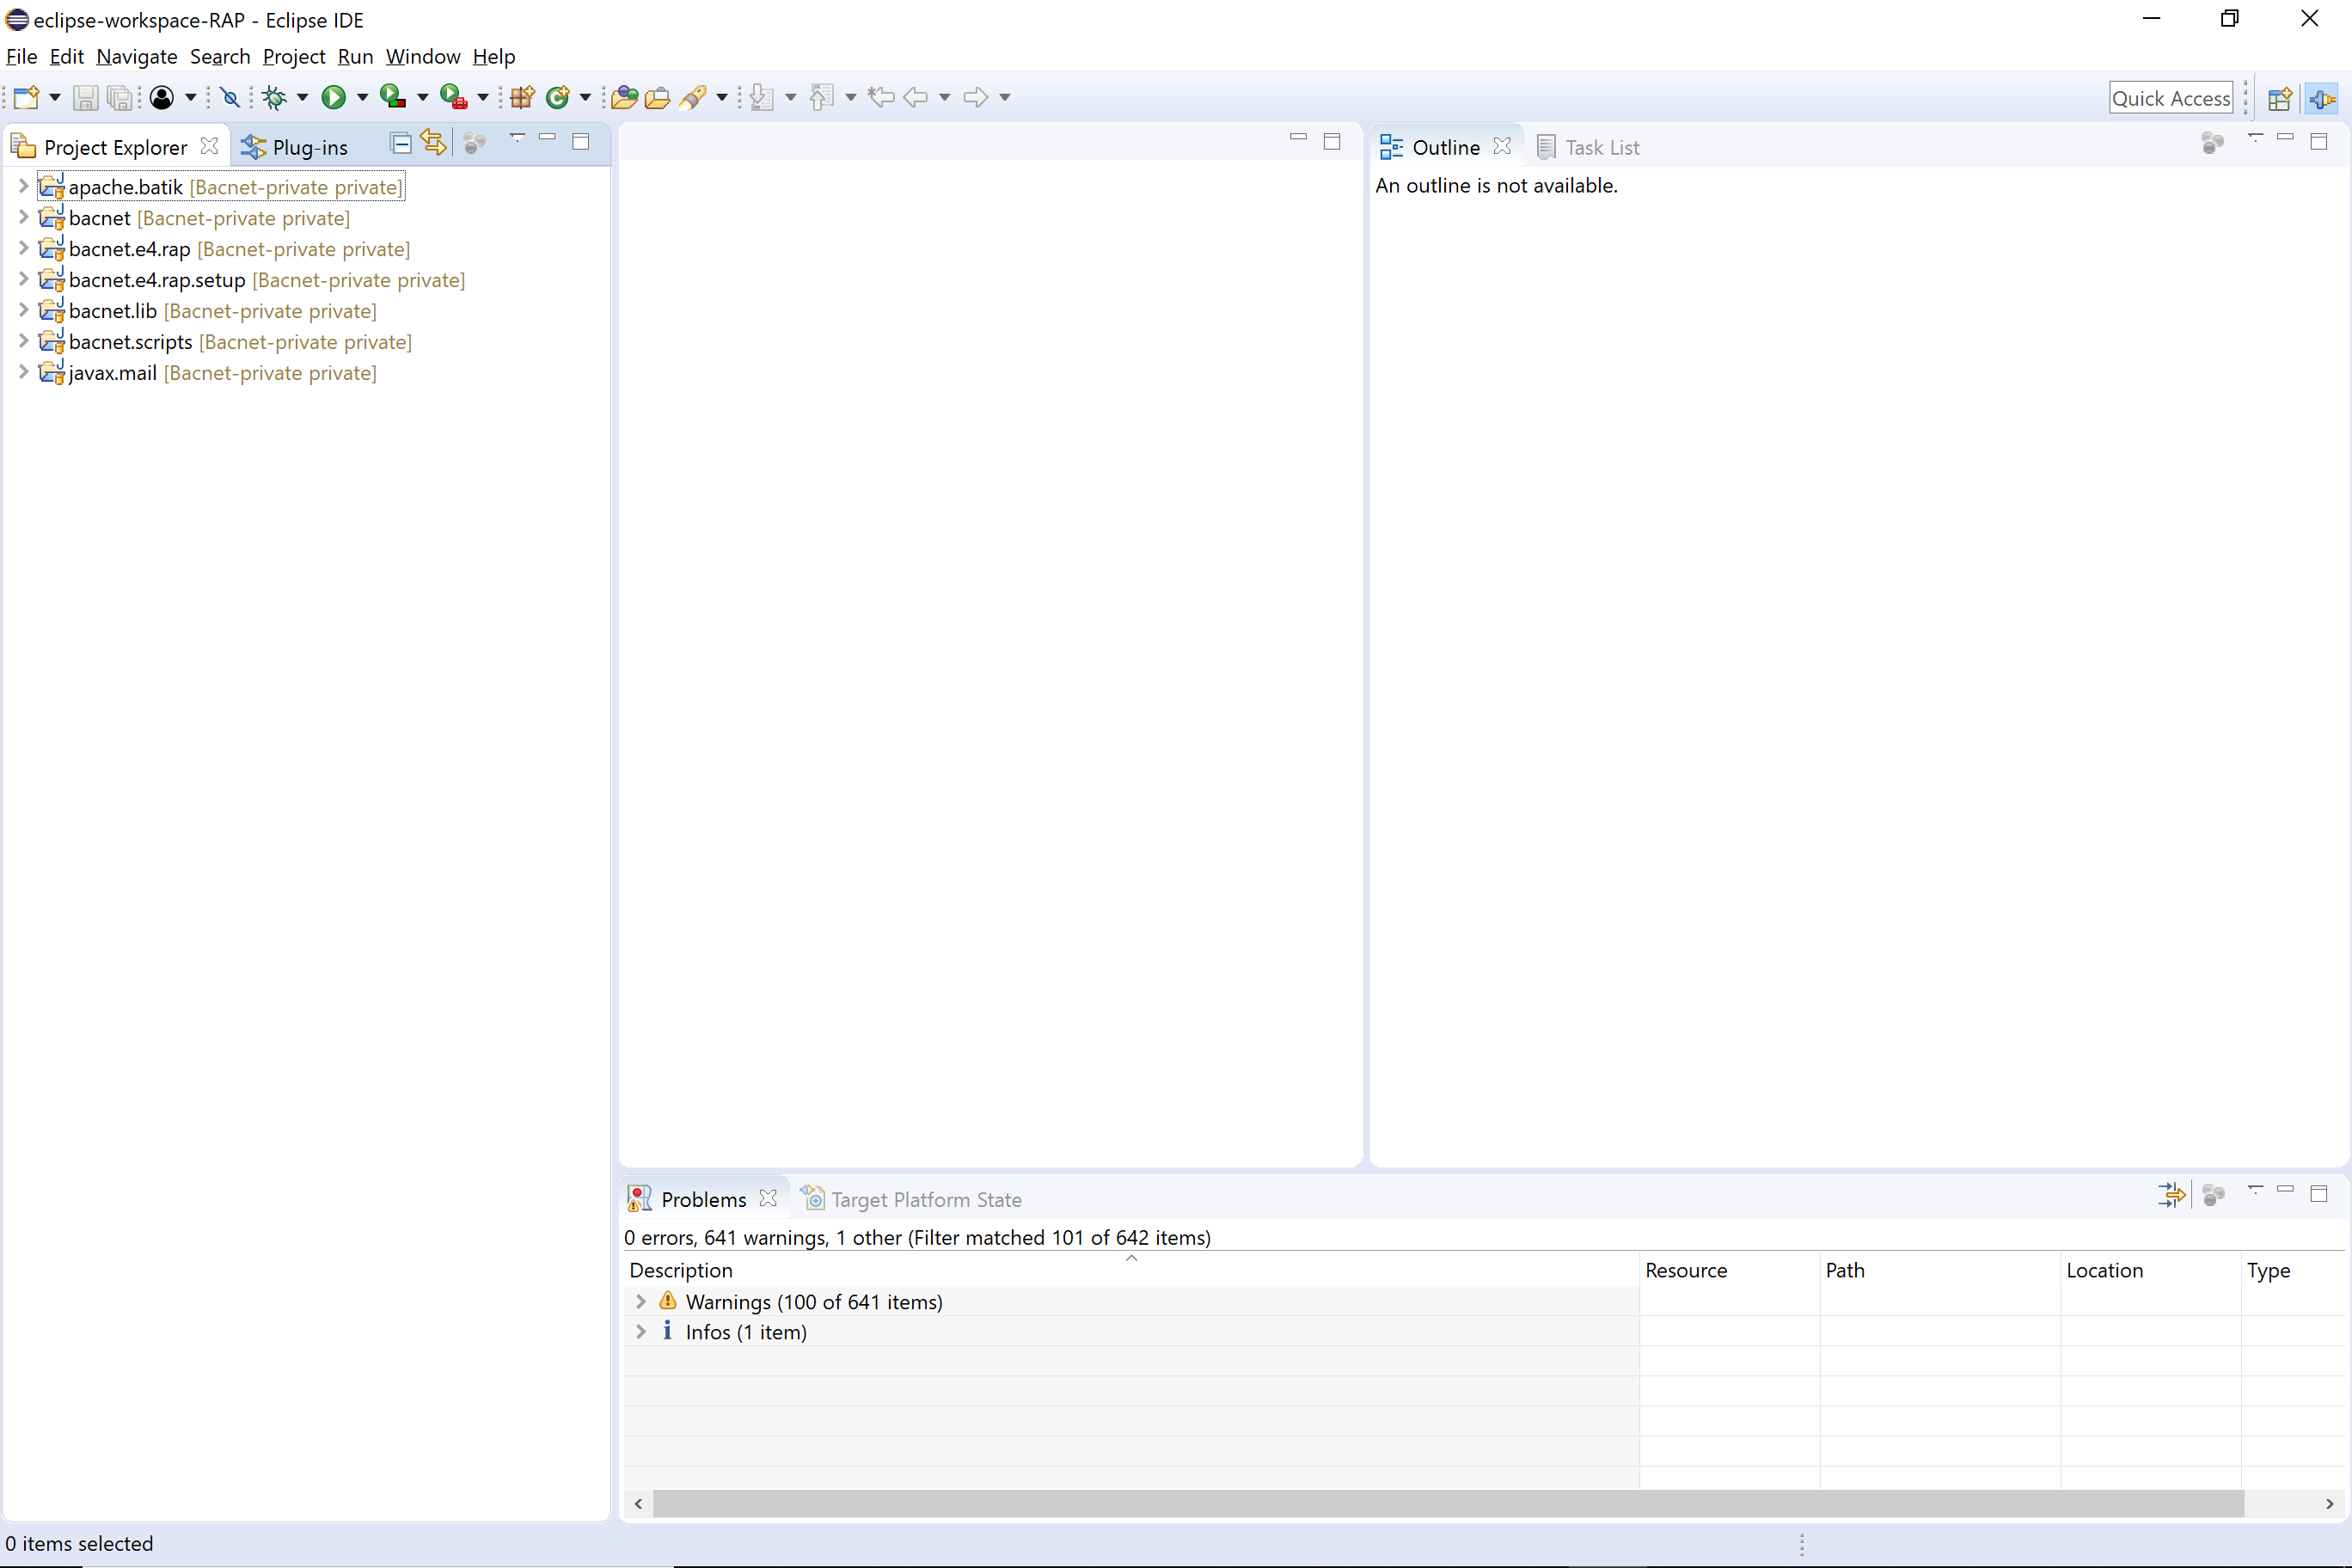 eclipse-workspace-RAP - Eclipse IDE
File Edit Navigate Search Project Run Window Help
Quick Access
Project Explorer Plug-ins
apache.batik [Bacnet-private private]
bacnet [Bacnet-private private]
bacnet.e4.rap [Bacnet-private private]
bacnet.e4.rap.setup [Bacnet-private private]
bacnet.lib [Bacnet-private private]
bacnet.scripts [Bacnet-private private]
javax.mail [Bacnet-private private]
Outline Task List
An outline is not available.
Problems Target Platform State
0 errors, 641 warnings, 1 other (Filter matched 101 of 642 items)
Description Resource Path Location Type
Warnings (100 of 641 items)
Infos (1 item)
0 items selected